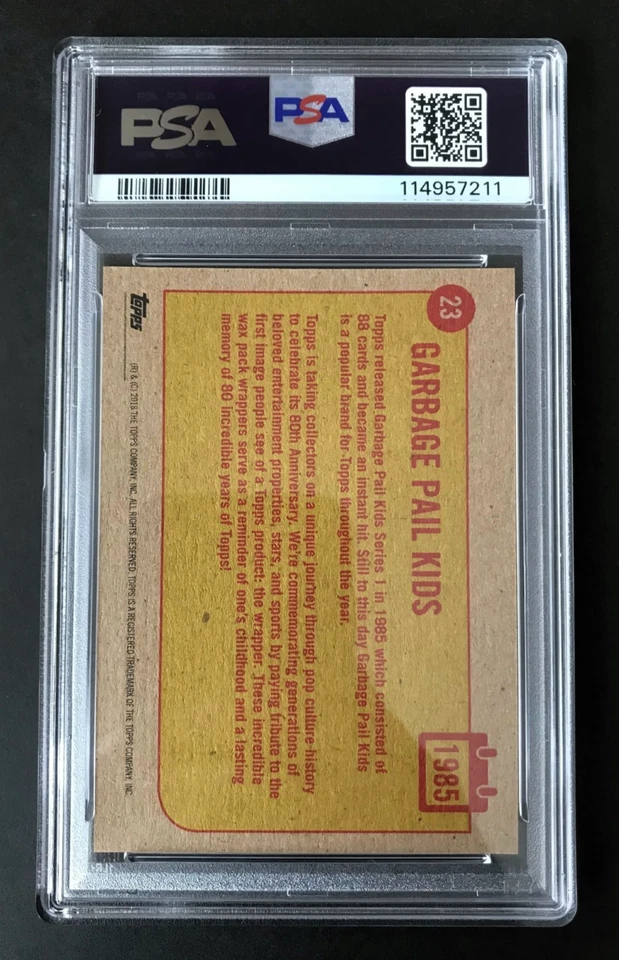 PSA
PSA
114957211
23
GARBAGE PAIL KIDS
1985
Topps released Garbage Pail Kids Series 1 in 1985 which consisted of
88 cards and became an instant hit. Still to this day Garbage Pail Kids
is a popular brand for Topps throughout the year.
Topps is taking collectors on a unique journey through pop culture history
to celebrate its 80th Anniversary. We're commemorating generations of
beloved entertainment properties, stars, and sports by paying tribute to the
first image people see of a Topps product: the wrapper. These incredible
wax pack wrappers serve as a reminder of one's childhood and a lasting
memory of 80 incredible years of Topps!
topps
(R) & (C) 2018 THE TOPPS COMPANY, INC. ALL RIGHTS RESERVED. TOPPS IS A REGISTERED TRADEMARK OF THE TOPPS COMPANY, INC.